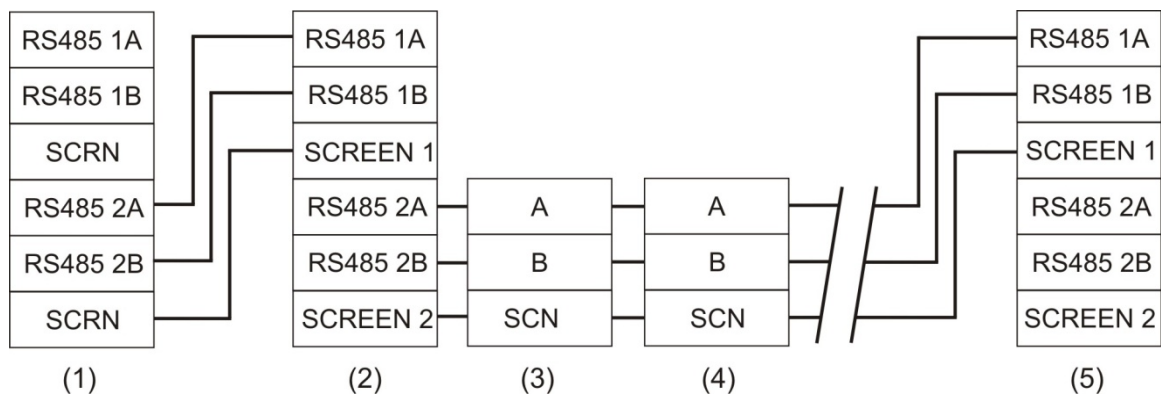 RS485 1A
RS485 1B
SCRN
RS485 2A
RS485 2B
SCRN
(1)
RS485 1A
RS485 1B
SCREEN 1
RS485 2A
RS485 2B
SCREEN 2
(2)
A
B
SCN
(3)
A
B
SCN
(4)
RS485 1A
RS485 1B
SCREEN 1
RS485 2A
RS485 2B
SCREEN 2
(5)